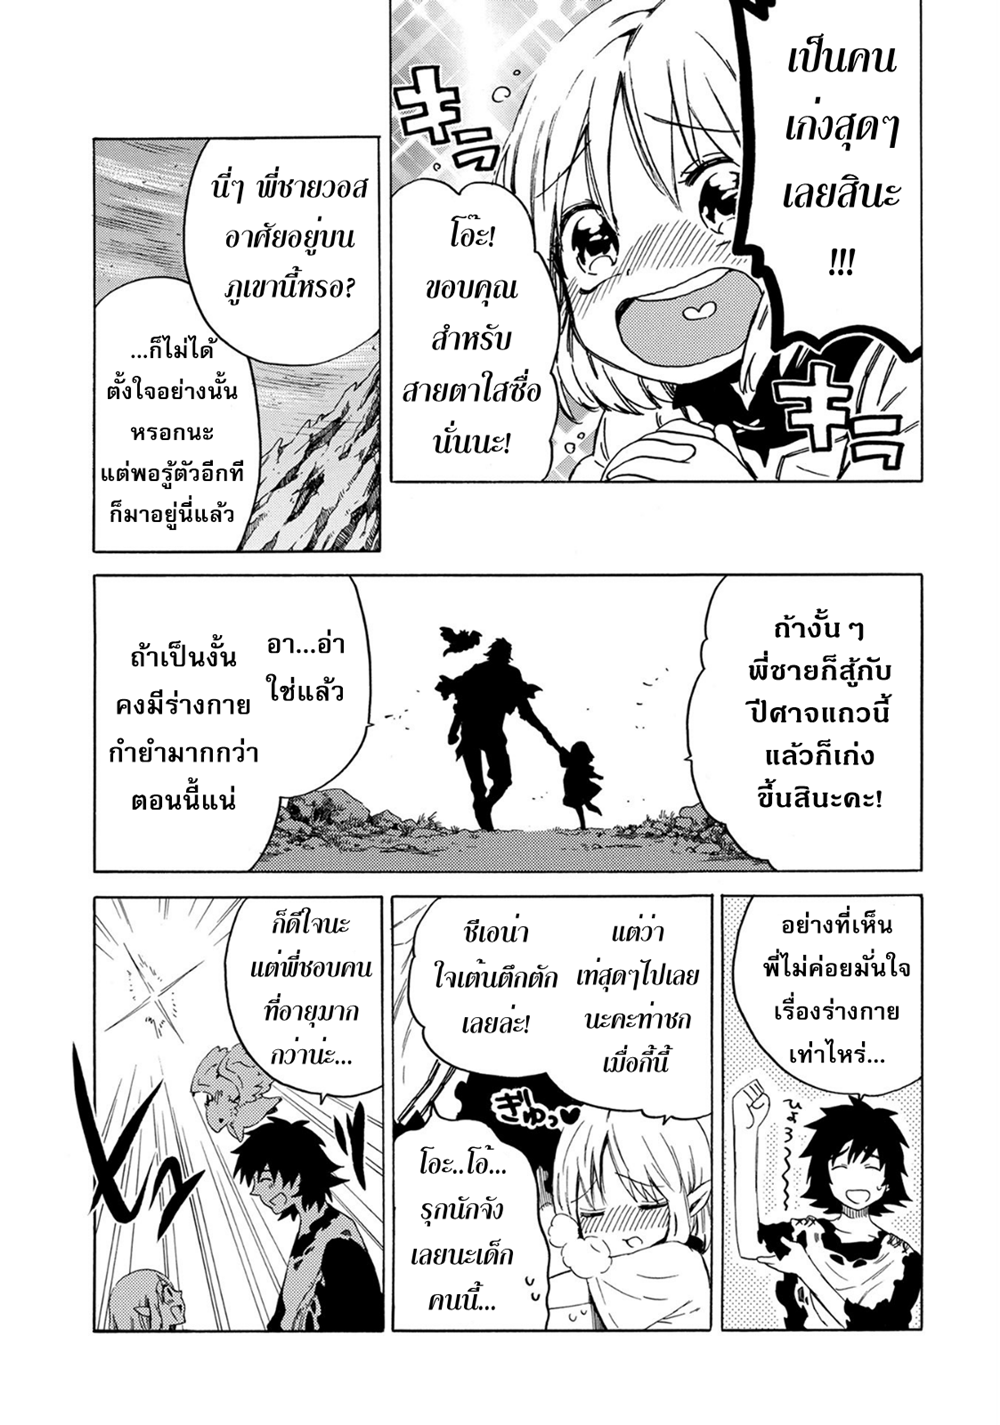 เป็นคน
เก่งสุดๆ
เลยสินะ
!!!
キラ
โอ๊ะ!
ขอบคุณ
สำหรับ
สายตาใสซื่อ
นั่นนะ!
キラ
นี่ๆ พี่ชายวอส
อาศัยอยู่บน
ภูเขานี้หรอ?
...ก็ไม่ได้
ตั้งใจอย่างนั้น
หรอกนะ
แต่พอรู้ตัวอีกที
ก็มาอยู่นี่แล้ว
ถ้างั้นๆ
พี่ชายก็สู้กับ
ปีศาจแถวนี้
แล้วก็เก่ง
ขึ้นสินะคะ!
อา...อ่า
ใช่แล้ว
ถ้าเป็นงั้น
คงมีร่างกาย
กำยำมากกว่า
ตอนนี้แน่
อย่างที่เห็น
พี่ไม่ค่อยมั่นใจ
เรื่องร่างกาย
เท่าไหร่...
ひょろろろ
แต่ว่า
เท่สุดๆไปเลย
นะคะท่าชก
เมื่อกี้นี้
ชีเอน่า
ใจเต้นตึกตัก
เลยล่ะ!
ぎゅっ♥
โอะ..โอ้...
รุกนักจัง
เลยนะเด็ก
คนนี้...
ก็ดีใจนะ
แต่พี่ชอบคน
ที่อายุมาก
กว่าน่ะ...